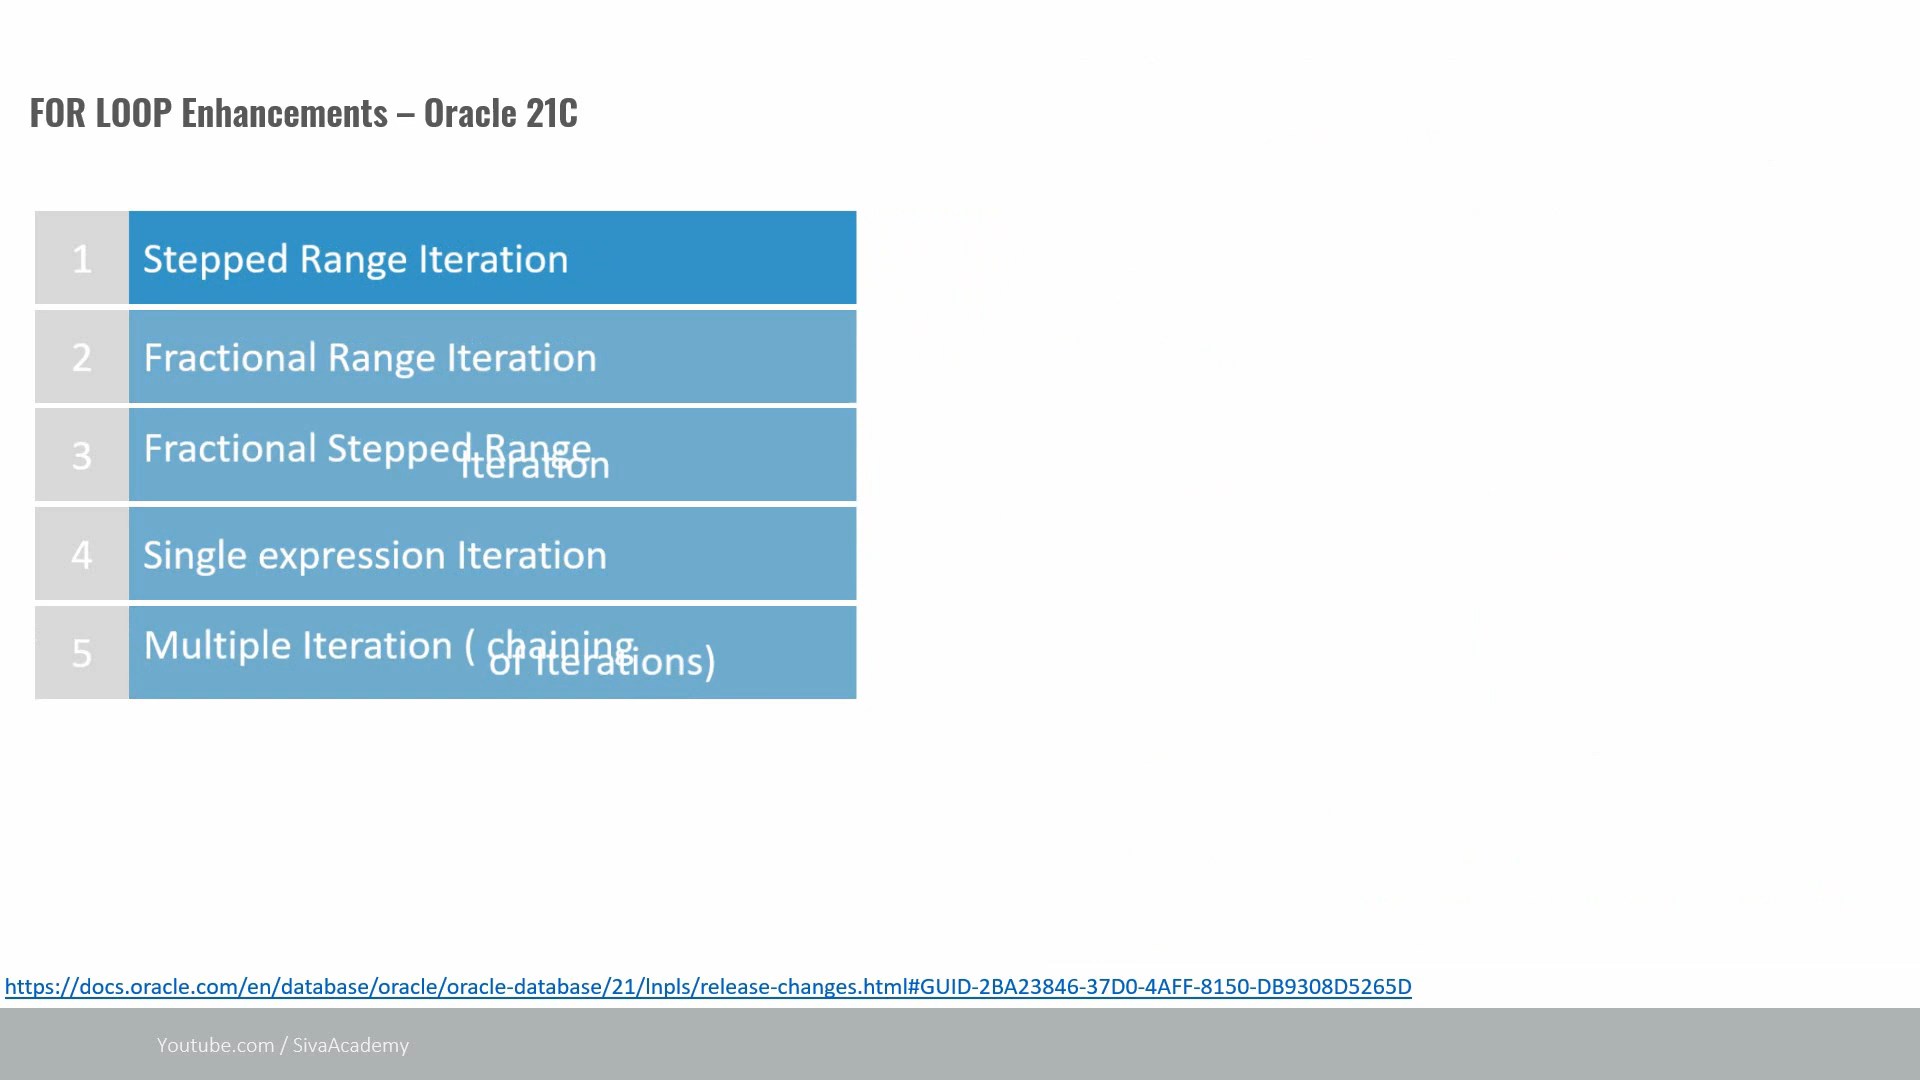 FOR LOOP Enhancements – Oracle 21C
1 Stepped Range Iteration
2 Fractional Range Iteration
3 Fractional Stepped Range
Iteration
4 Single expression Iteration
5 Multiple Iteration ( chaining
of Iterations)
https://docs.oracle.com/en/database/oracle/oracle-database/21/lnpls/release-changes.html#GUID-2BA23846-37D0-4AFF-8150-DB9308D5265D
Youtube.com / SivaAcademy